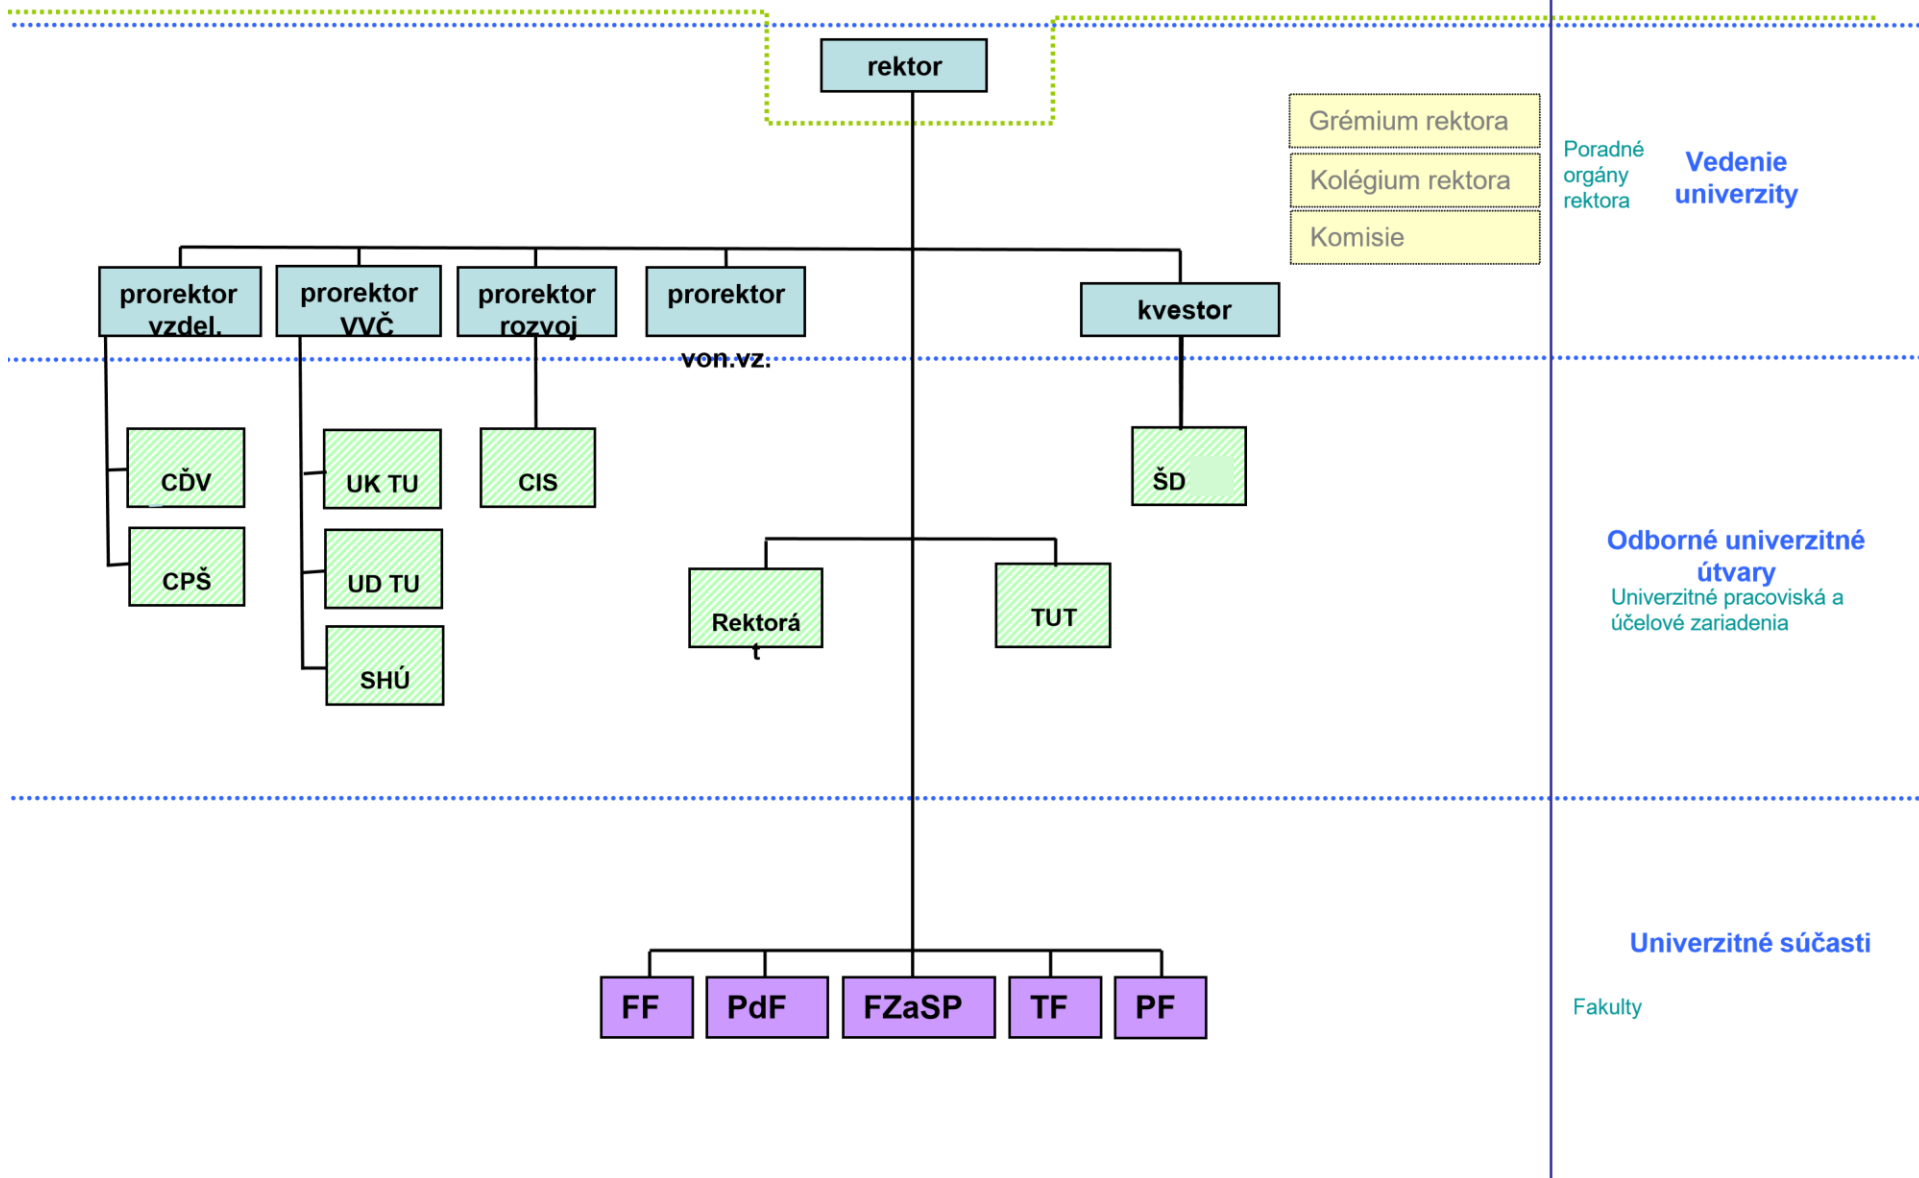 rektor
Grémium rektora
Kolégium rektora
Komisie
Poradné
orgány
rektora
Vedenie
univerzity
prorektor
vzdel.
prorektor
VVČ
prorektor
rozvoj
prorektor
von.vz.
kvestor
CĎV
UK TU
CIS
ŠD
CPŠ
UD TU
SHÚ
Rektorá
t
TUT
Odborné univerzitné
útvary
Univerzitné pracoviská a
účelové zariadenia
Univerzitné súčasti
FF
PdF
FZaSP
TF
PF
Fakulty